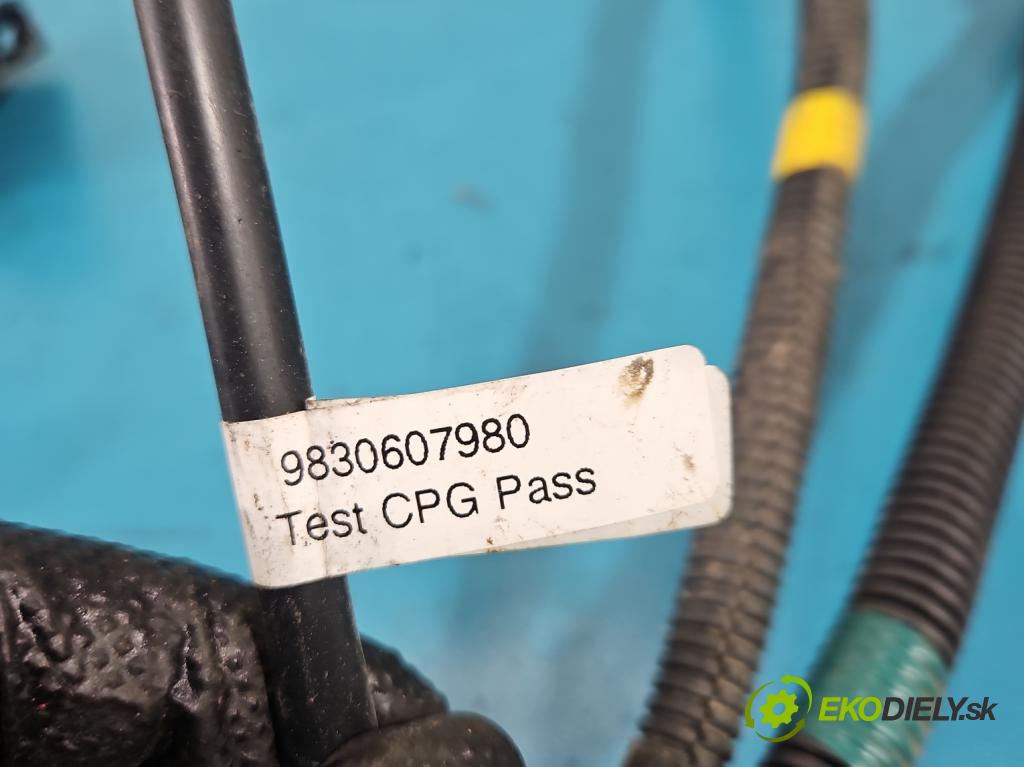 9830607980
Test CPG Pass
EKODIELY.sk